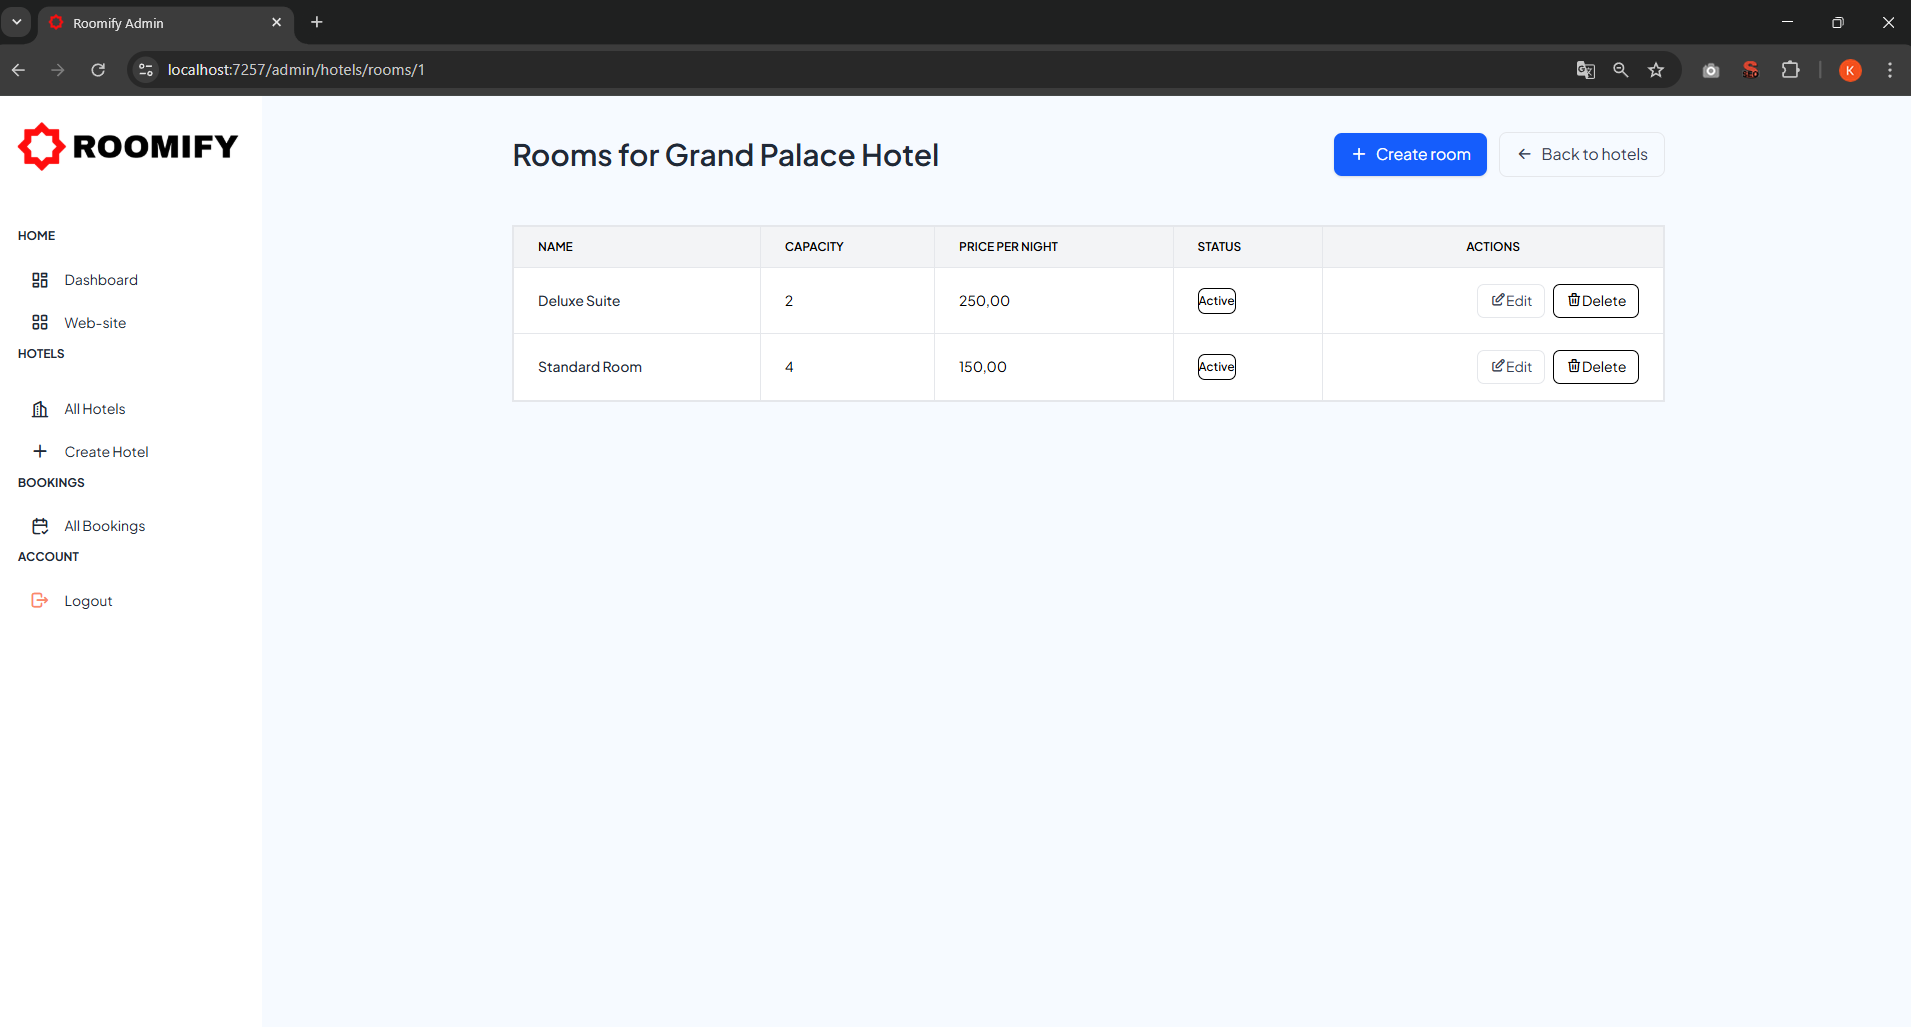 Roomify Admin
localhost:7257/admin/hotels/rooms/1
SEO
K
ROOMIFY
HOME
Dashboard
Web-site
HOTELS
All Hotels
Create Hotel
BOOKINGS
All Bookings
ACCOUNT
Logout
Rooms for Grand Palace Hotel
Create room
Back to hotels
NAME CAPACITY PRICE PER NIGHT STATUS ACTIONS
Deluxe Suite 2 250,00 Active Edit Delete
Standard Room 4 150,00 Active Edit Delete